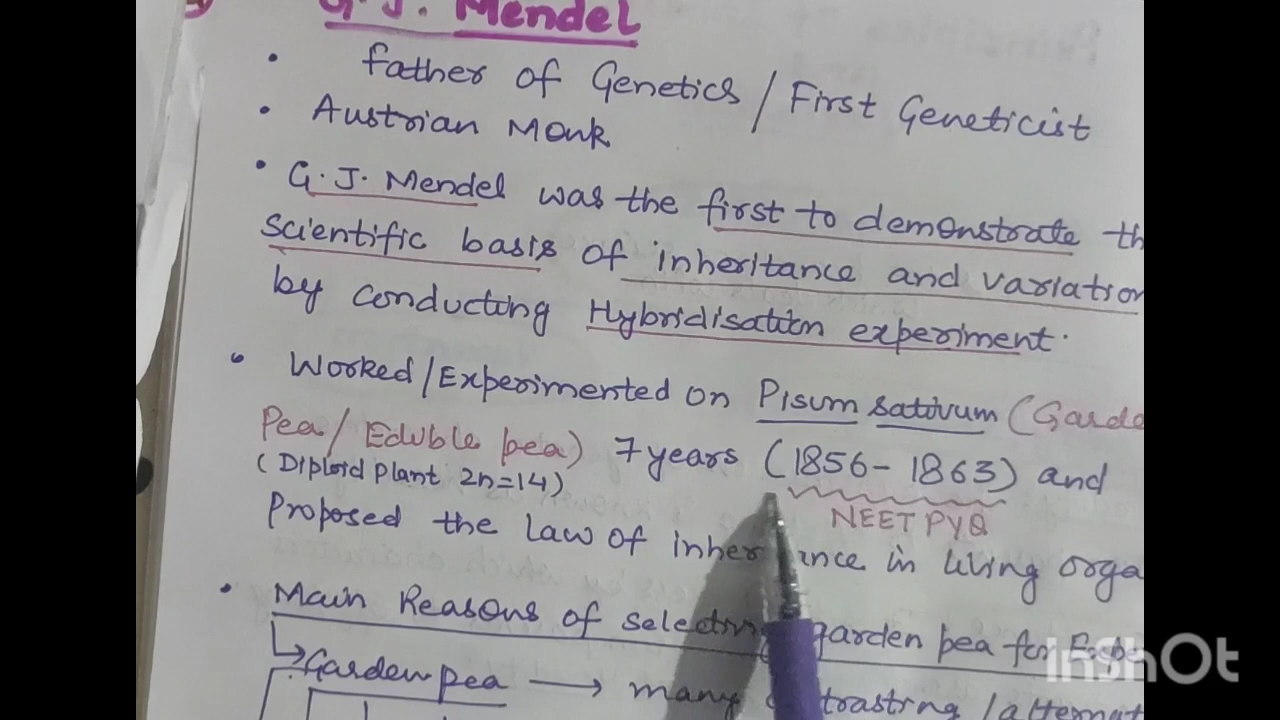 G.J. Mendel
• Father of Genetics / First Geneticist
• Austrian Monk
• G.J. Mendel was the first to demonstrate th
scientific basis of inheritance and variation
by conducting Hybridisation experiment.
• Worked/Experimented on Pisum sativum (Garde
Pea/ Eduble pea) 7 years (1856-1863) and
(Diploid plant 2n=14)
NEET PYQ
Proposed the Law of inher ance in living orga
• Main Reasons of selecting garden pea for Expe
Garden pea → many trasting /alternat
InShOt